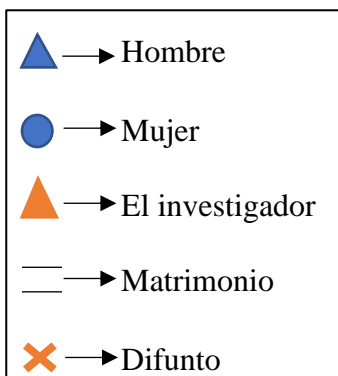 Hombre
Mujer
El investigador
Matrimonio
Difunto